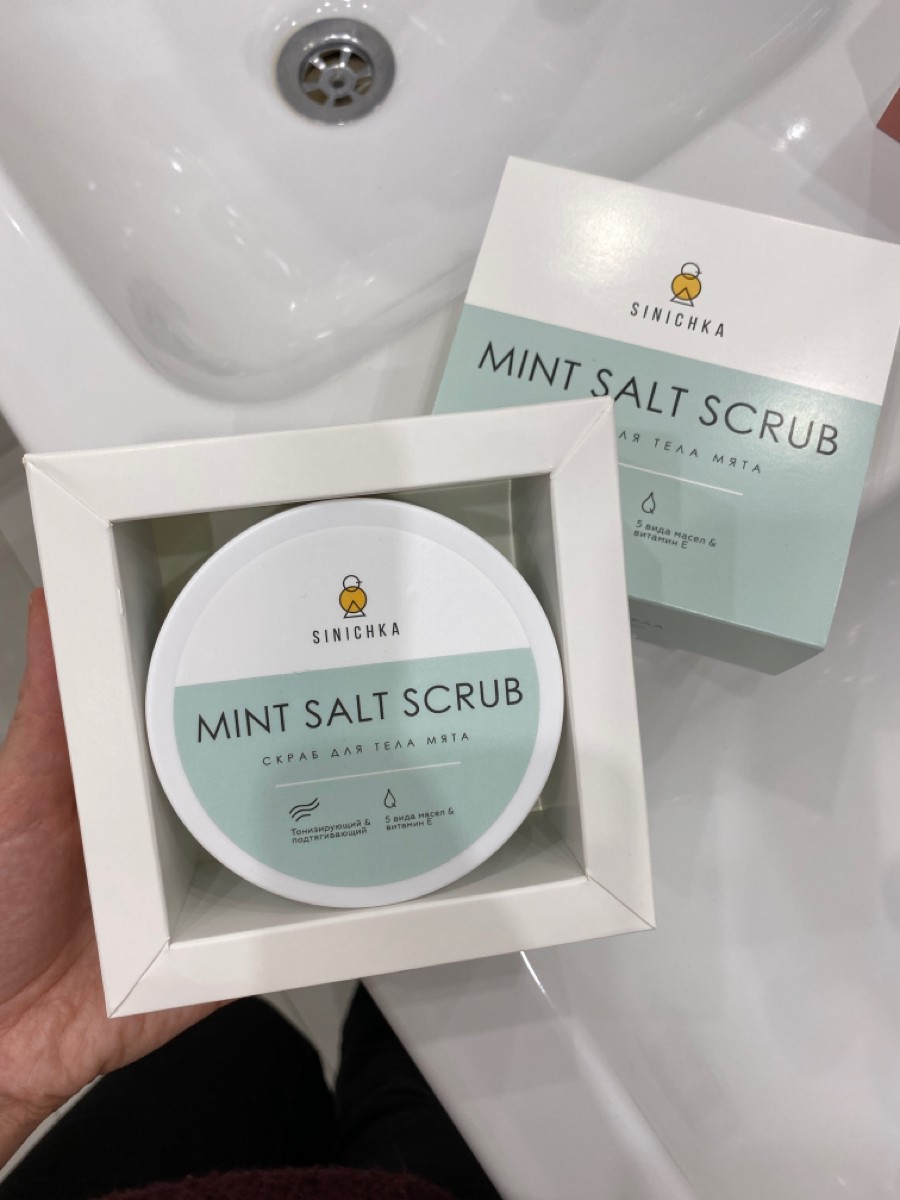 SINICHKA
MINT SALT SCRUB
ЛЯ ТЕЛА МЯТА
5 вида масел &
витамин Е
SINICHKA
MINT SALT SCRUB
СКРАБ ДЛЯ ТЕЛА МЯТА
Тонизирующий &
подтягивающий
5 вида масел &
витамин Е